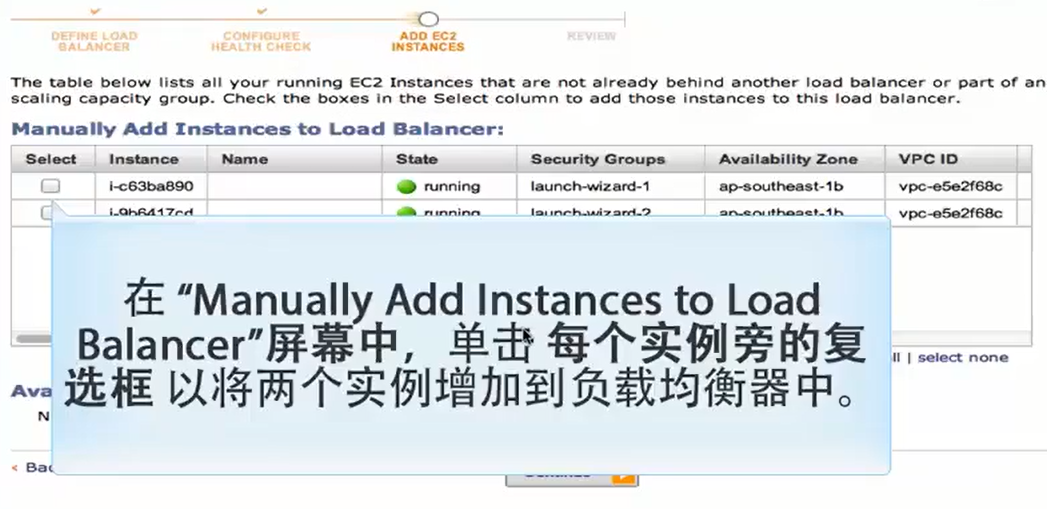 DEFINE LOAD
BALANCER
CONFIGURE
HEALTH CHECK
ADD EC2
INSTANCES
REVIEW
The table below lists all your running EC2 Instances that are not already behind another load balancer or part of an
scaling capacity group. Check the boxes in the Select column to add those instances to this load balancer.
Manually Add Instances to Load Balancer:
Select Instance Name State Security Groups Availability Zone VPC ID
i-c63ba890 running launch-wizard-1 ap-southeast-1b vpc-e5e2f68c
i-9b6417cd running launch-wizard-2 ap-southeast-1b vpc-e5e2f68c
在 “Manually Add Instances to Load
Balancer”屏幕中， 单击 每个实例旁的复
选框 以将两个实例增加到负载均衡器中。
| select none
Ava
N
< Bac